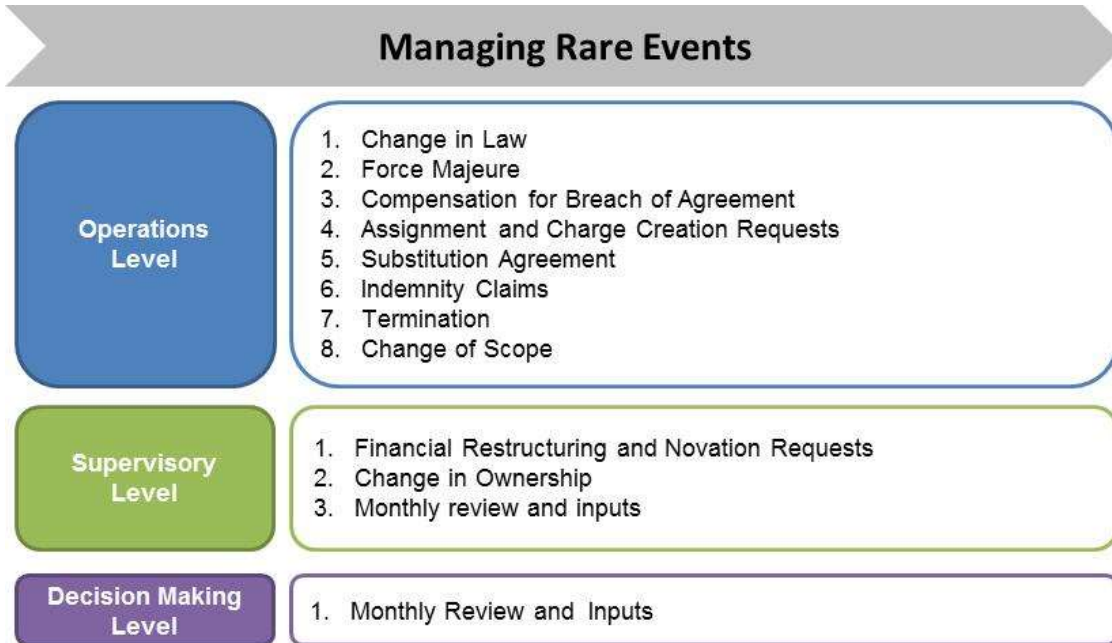 Managing Rare Events
Operations
Level
1. Change in Law
2. Force Majeure
3. Compensation for Breach of Agreement
4. Assignment and Charge Creation Requests
5. Substitution Agreement
6. Indemnity Claims
7. Termination
8. Change of Scope
Supervisory
Level
1. Financial Restructuring and Novation Requests
2. Change in Ownership
3. Monthly review and inputs
Decision Making
Level
1. Monthly Review and Inputs